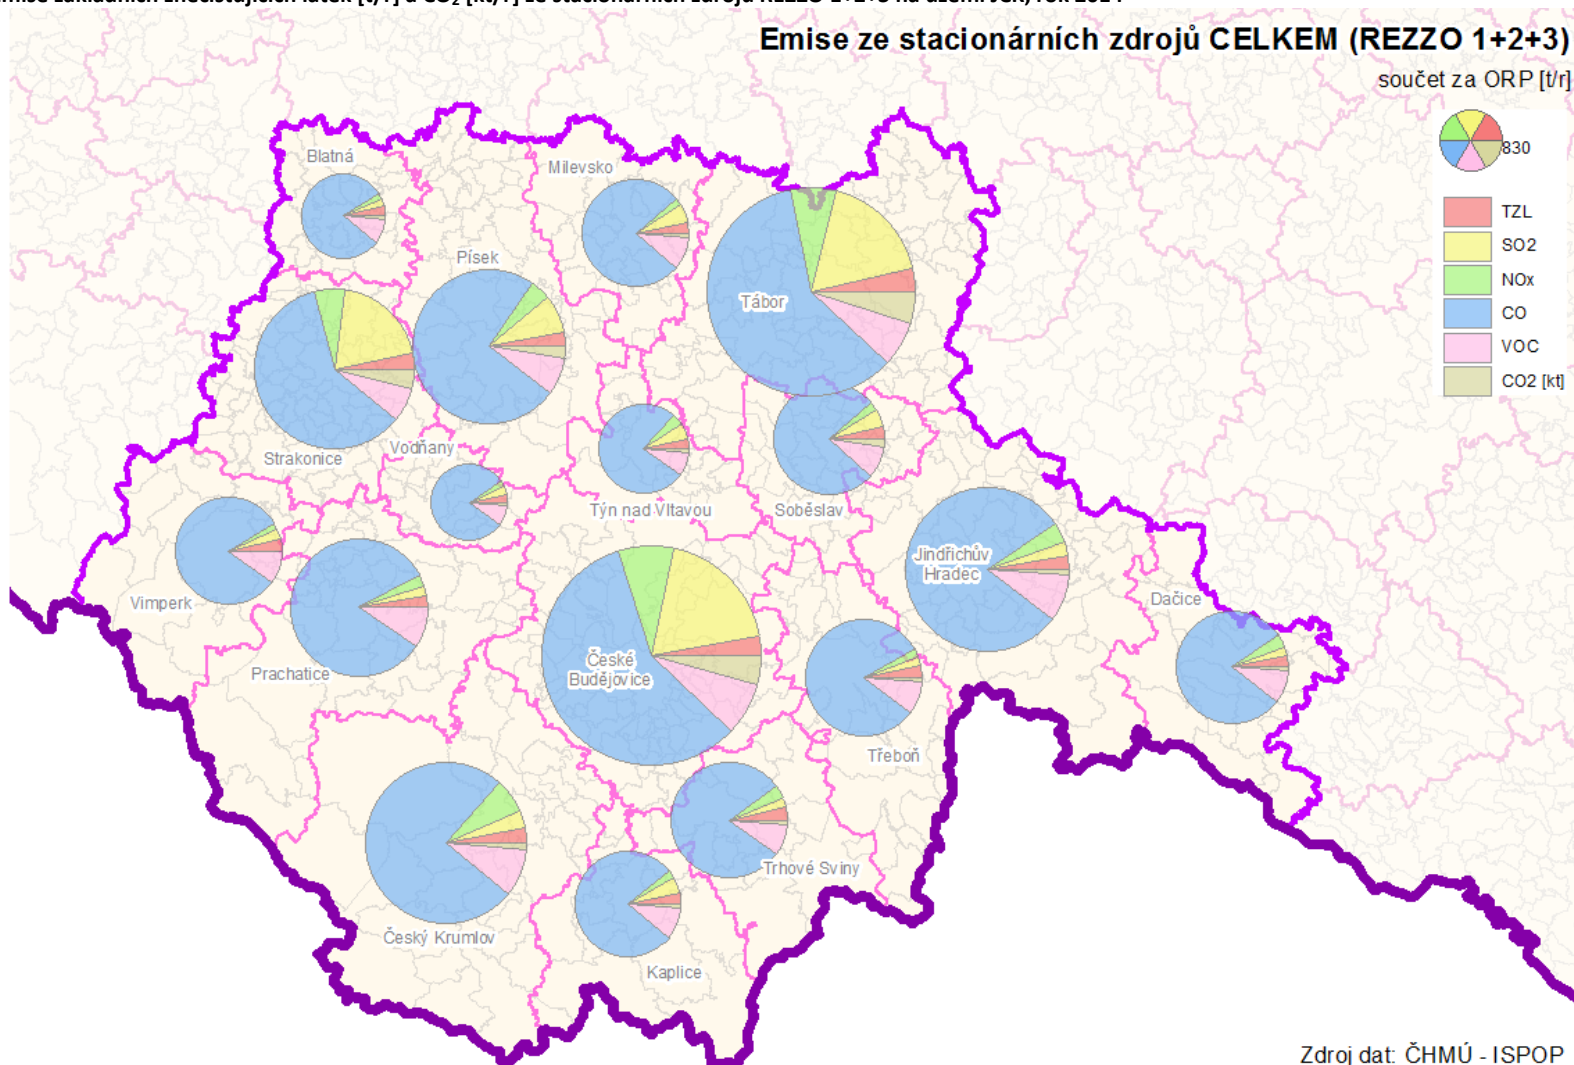 Emise ze stacionárních zdrojů CELKEM (REZZO 1+2+3)
součet za ORP [t/r]
830
TZL
SO2
NOx
CO
VOC
CO2 [kt]
Blatná
Milevsko
Písek
Tábor
Strakonice
Vodňany
Týn nad Vltavou
Soběslav
Jindřichův
Hradec
Dačice
Vimperk
Prachatice
České
Budějovice
Třeboň
Trhové Sviny
Český Krumlov
Kaplice
Zdroj dat: ČHMÚ - ISPOP